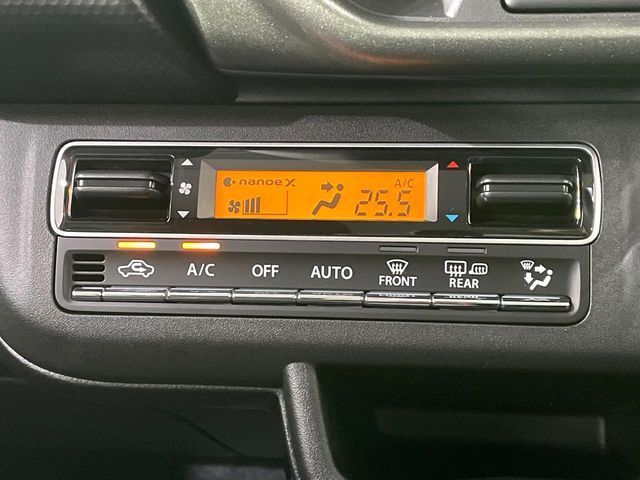 nanoe X
A/C
25.5
A/C
OFF
AUTO
FRONT
REAR